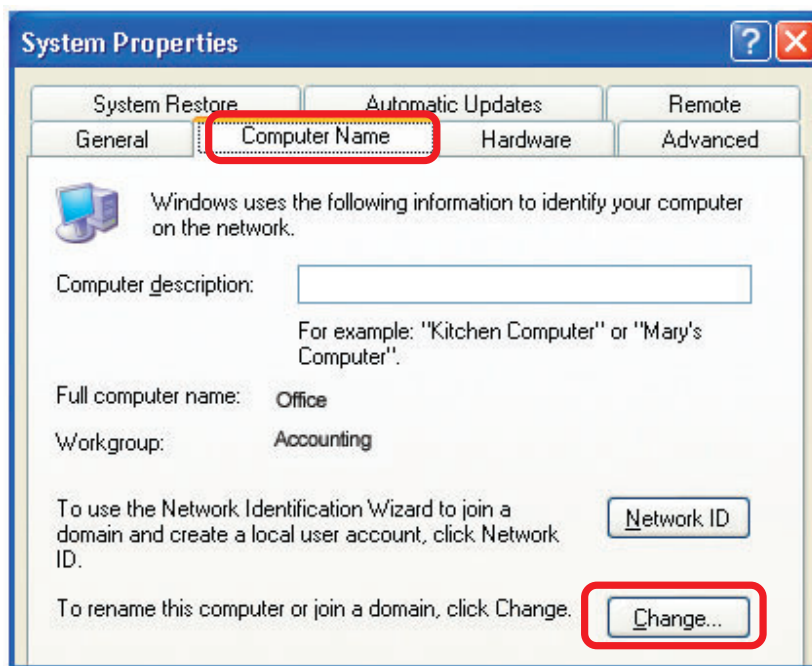 System Properties
?
System Restore Automatic Updates Remote
General Computer Name Hardware Advanced
Windows uses the following information to identify your computer
on the network.
Computer description:
For example: "Kitchen Computer" or "Mary's
Computer".
Full computer name: Office
Workgroup: Accounting
To use the Network Identification Wizard to join a
domain and create a local user account, click Network
ID.
Network ID
To rename this computer or join a domain, click Change.
Change...